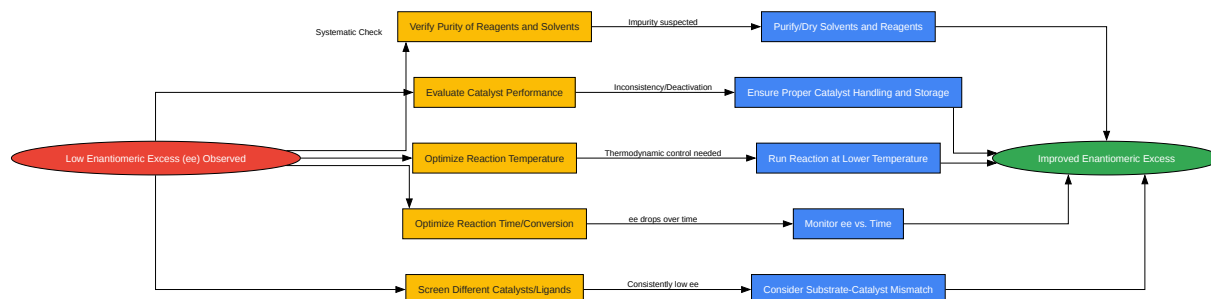 Systematic Check
Verify Purity of Reagents and Solvents
Impurity suspected
Purify/Dry Solvents and Reagents
Evaluate Catalyst Performance
Inconsistency/Deactivation
Ensure Proper Catalyst Handling and Storage
Low Enantiomeric Excess (ee) Observed
Optimize Reaction Temperature
Thermodynamic control needed
Run Reaction at Lower Temperature
Improved Enantiomeric Excess
Optimize Reaction Time/Conversion
ee drops over time
Monitor ee vs. Time
Screen Different Catalysts/Ligands
Consistently low ee
Consider Substrate-Catalyst Mismatch